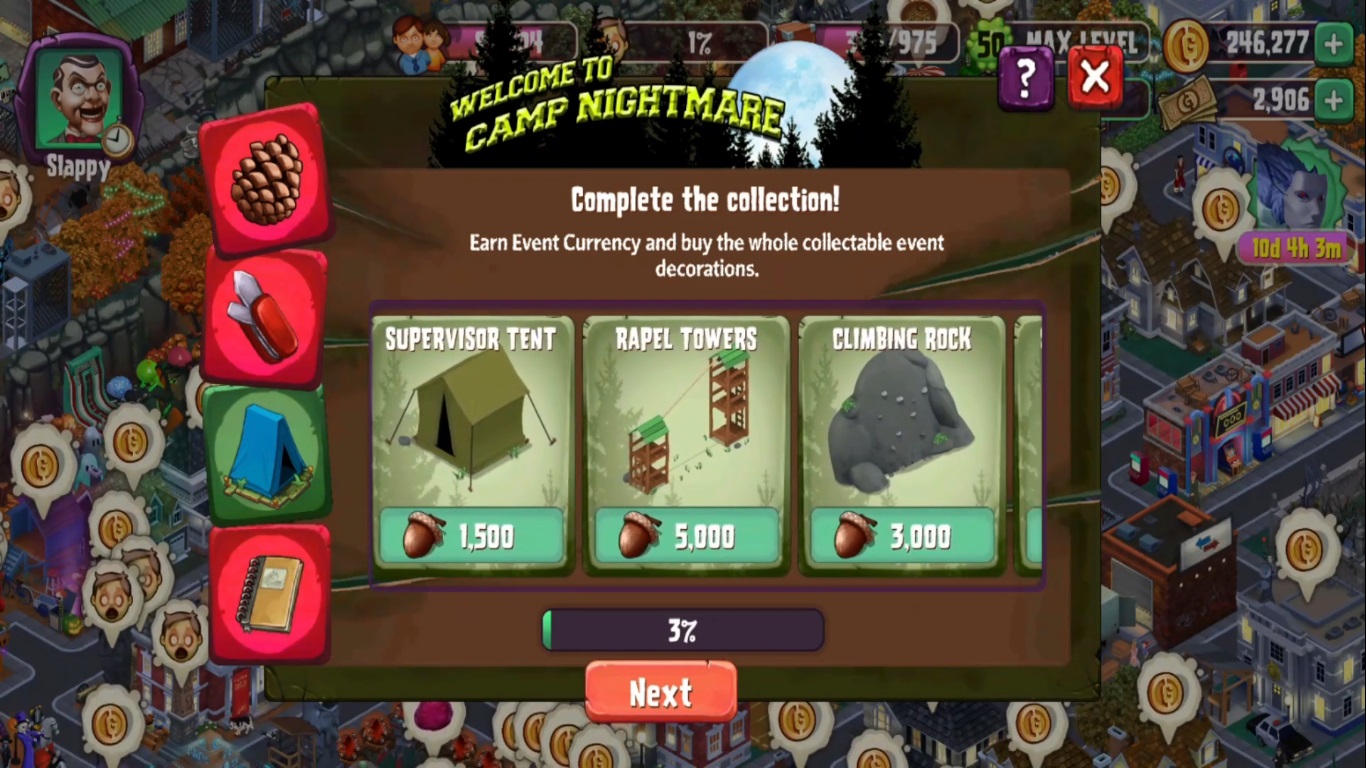 1%
/975
50
MAX LEVEL
246,277
2,906
WELCOME TO
CAMP NIGHTMARE
?
X
Slappy
Complete the collection!
Earn Event Currency and buy the whole collectable event
decorations.
10d 4h 3m
SUPERVISOR TENT
RAPEL TOWERS
CLIMBING ROCK
1,500
5,000
3,000
3%
Next